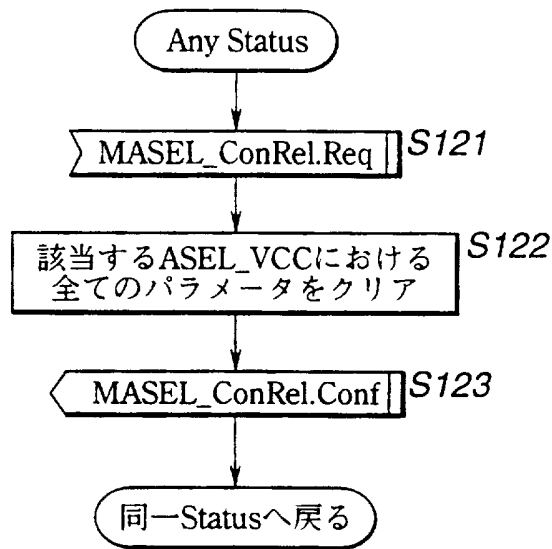 Any Status
MASEL_ConRel.Req
S121
該当するASEL_VCCにおける
全てのパラメータをクリア
S122
MASEL_ConRel.Conf
S123
同一Statusへ戻る